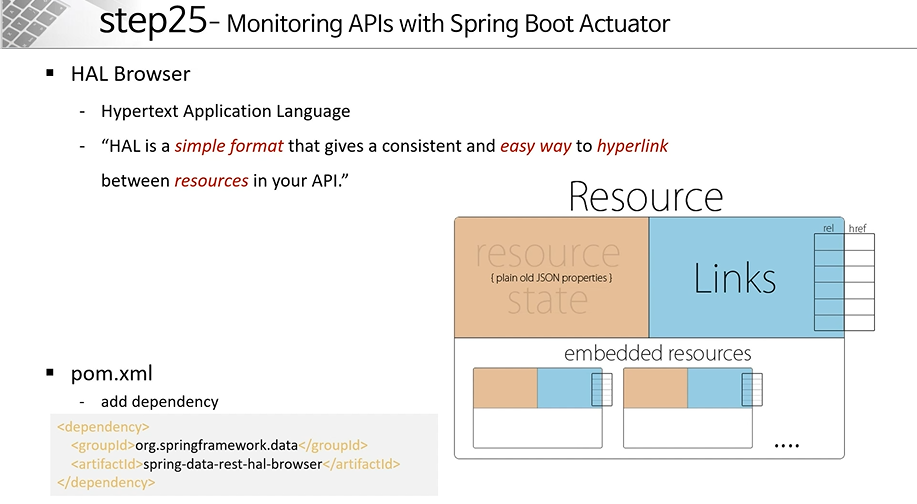 step25- Monitoring APIs with Spring Boot Actuator
▪ HAL Browser
- Hypertext Application Language
- “HAL is a simple format that gives a consistent and easy way to hyperlink
between resources in your API.”
Resource
resource
{ plain old JSON properties }
state
Links
rel href
embedded resources
....
▪ pom.xml
- add dependency
<dependency>
<groupId>org.springframework.data</groupId>
<artifactId>spring-data-rest-hal-browser</artifactId>
</dependency>